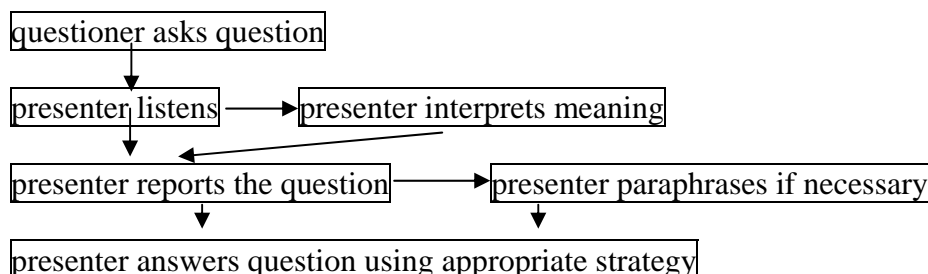 questioner asks question
presenter listens presenter interprets meaning
presenter reports the question presenter paraphrases if necessary
presenter answers question using appropriate strategy